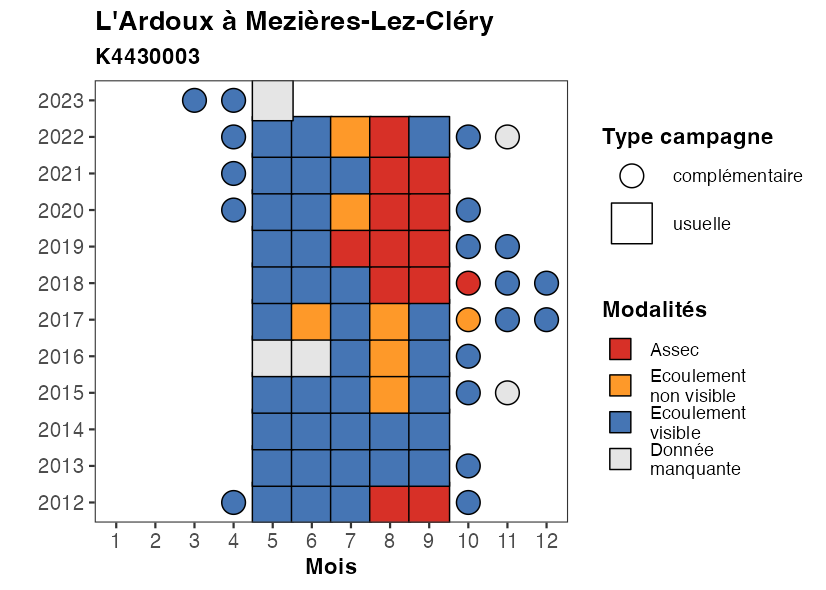 L'Ardoux à Mezières-Lez-Cléry
K4430003
2023
2022
2021
2020
2019
2018
2017
2016
2015
2014
2013
2012
1 2 3 4 5 6 7 8 9 10 11 12
Mois
Type campagne
complémentaire
usuelle
Modalités
Assec
Ecoulement
non visible
Ecoulement
visible
Donnée
manquante